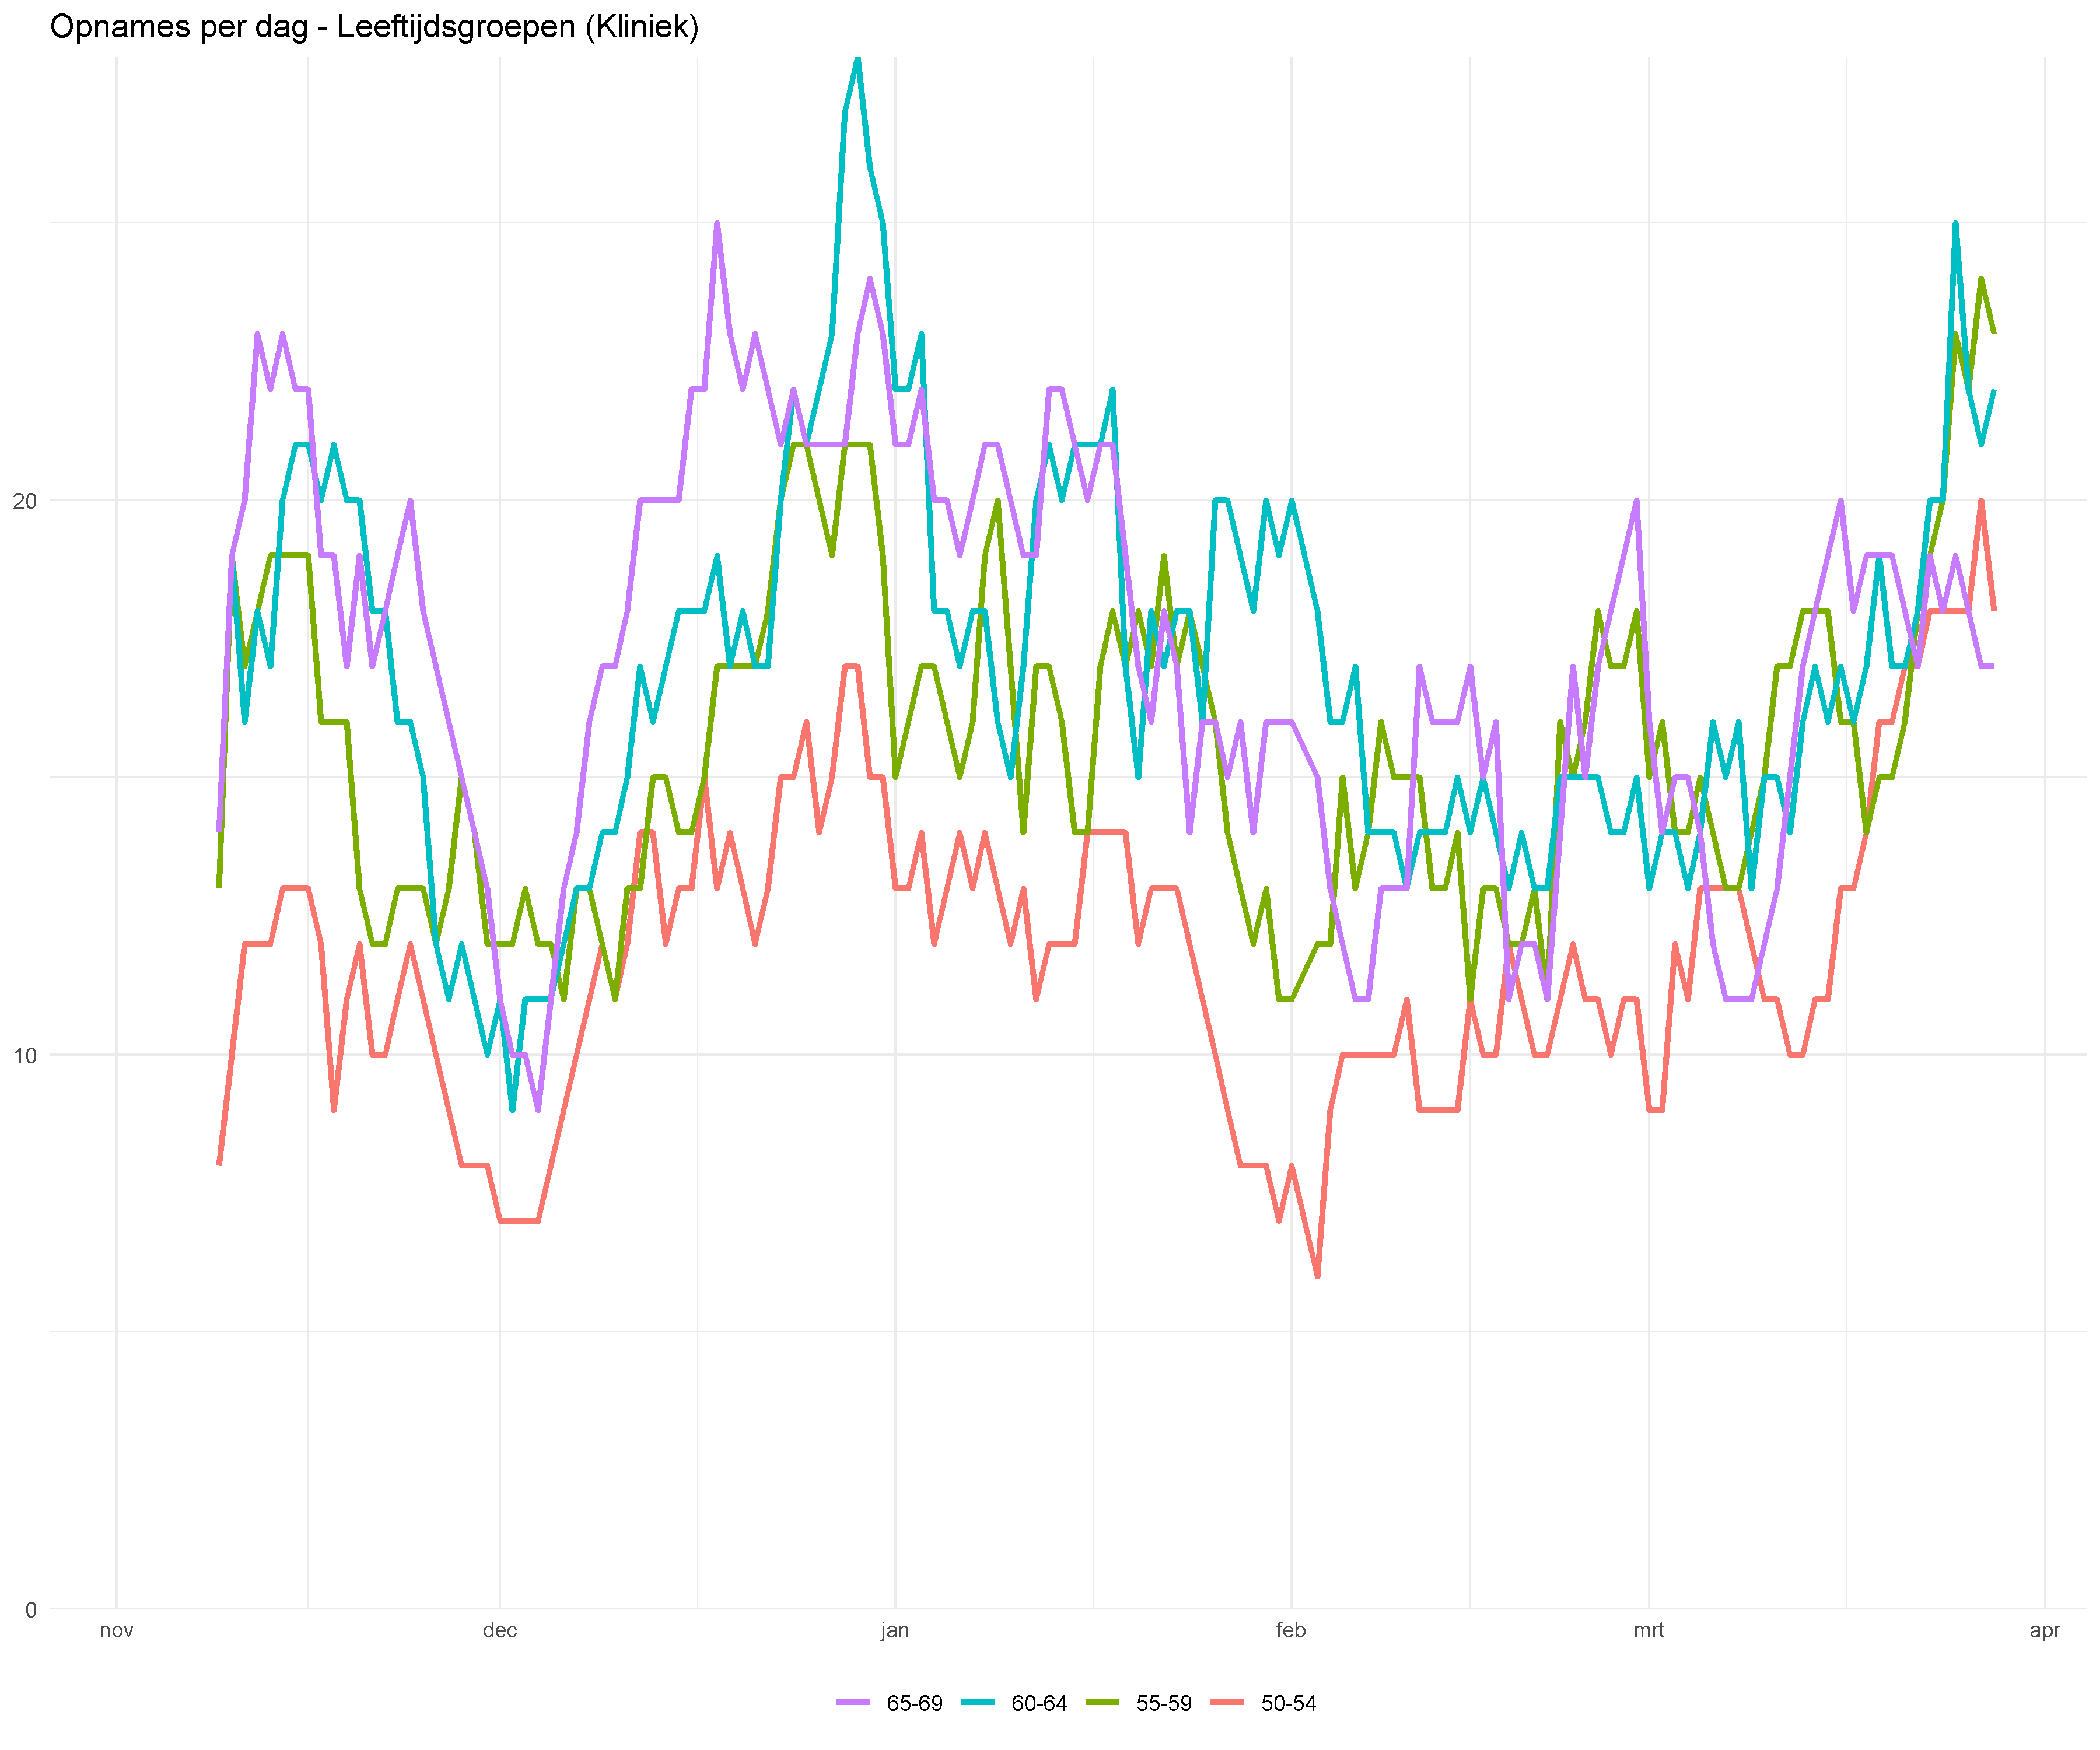 Opnames per dag - Leeftijdsgroepen (Kliniek)
20
10
0
nov dec jan feb mrt apr
65-69 60-64 55-59 50-54